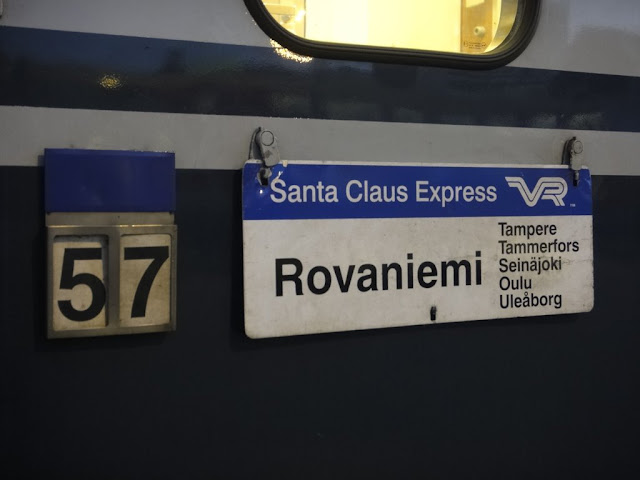 Santa Claus Express VR
57
Rovaniemi
Tampere
Tammerfors
Seinäjoki
Oulu
Uleåborg